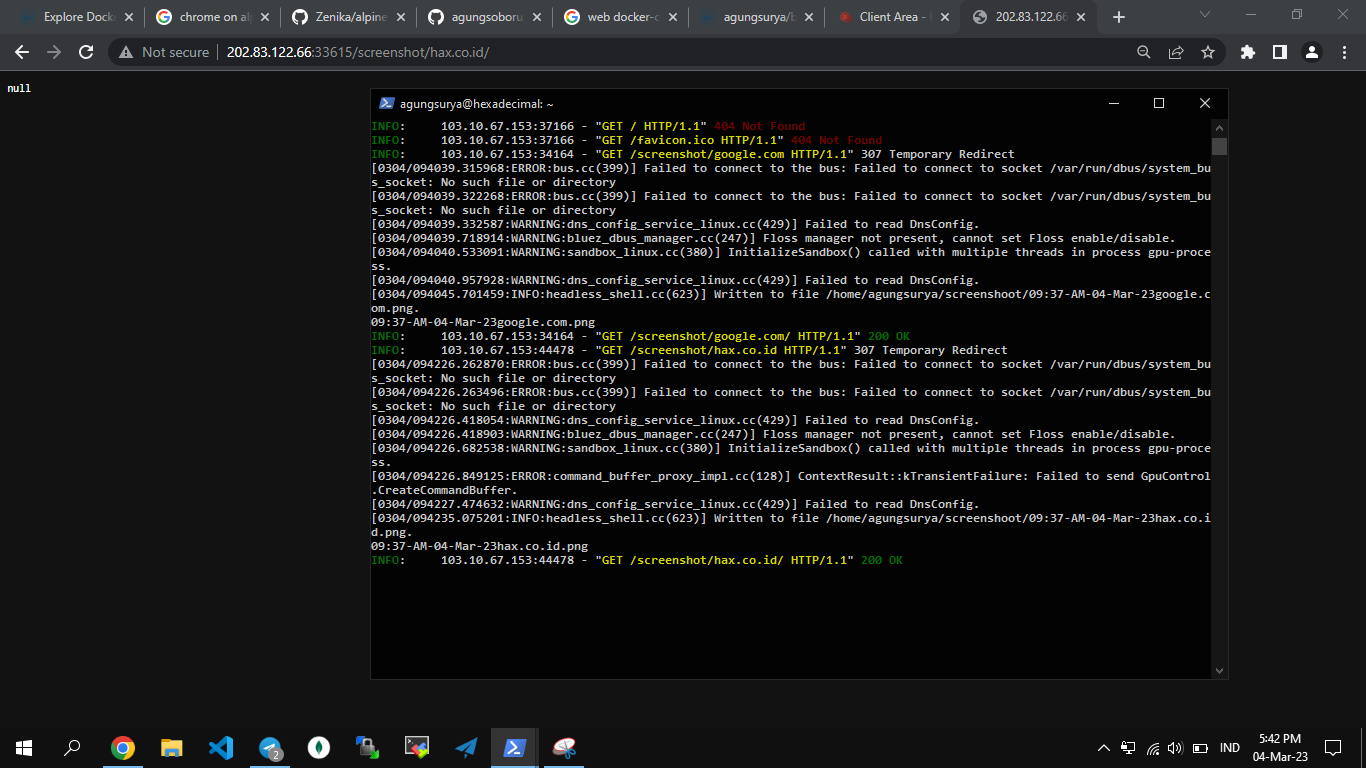 Explore Dock
chrome on al
Zenika/alpine
agungsoboru
web docker-c
agungsurya/b
Client Area -
202.83.122.66
Not secure
202.83.122.66:33615/screenshot/hax.co.id/
null
agungsurya@hexadecimal: ~
INFO:     103.10.67.153:37166 - "GET / HTTP/1.1" 404 Not Found
INFO:     103.10.67.153:37166 - "GET /favicon.ico HTTP/1.1" 404 Not Found
INFO:     103.10.67.153:34164 - "GET /screenshot/google.com HTTP/1.1" 307 Temporary Redirect
[0304/094039.315968:ERROR:bus.cc(399)] Failed to connect to the bus: Failed to connect to socket /var/run/dbus/system_bu
s_socket: No such file or directory
[0304/094039.322268:ERROR:bus.cc(399)] Failed to connect to the bus: Failed to connect to socket /var/run/dbus/system_bu
s_socket: No such file or directory
[0304/094039.332587:WARNING:dns_config_service_linux.cc(429)] Failed to read DnsConfig.
[0304/094039.718914:WARNING:bluez_dbus_manager.cc(247)] Floss manager not present, cannot set Floss enable/disable.
[0304/094040.533091:WARNING:sandbox_linux.cc(380)] InitializeSandbox() called with multiple threads in process gpu-proce
ss.
[0304/094040.957928:WARNING:dns_config_service_linux.cc(429)] Failed to read DnsConfig.
[0304/094045.701459:INFO:headless_shell.cc(623)] Written to file /home/agungsurya/screenshoot/09:37-AM-04-Mar-23google.c
om.png.
09:37-AM-04-Mar-23google.com.png
INFO:     103.10.67.153:34164 - "GET /screenshot/google.com/ HTTP/1.1" 200 OK
INFO:     103.10.67.153:44478 - "GET /screenshot/hax.co.id HTTP/1.1" 307 Temporary Redirect
[0304/094226.262870:ERROR:bus.cc(399)] Failed to connect to the bus: Failed to connect to socket /var/run/dbus/system_bu
s_socket: No such file or directory
[0304/094226.263496:ERROR:bus.cc(399)] Failed to connect to the bus: Failed to connect to socket /var/run/dbus/system_bu
s_socket: No such file or directory
[0304/094226.418054:WARNING:dns_config_service_linux.cc(429)] Failed to read DnsConfig.
[0304/094226.418903:WARNING:bluez_dbus_manager.cc(247)] Floss manager not present, cannot set Floss enable/disable.
[0304/094226.682538:WARNING:sandbox_linux.cc(380)] InitializeSandbox() called with multiple threads in process gpu-proce
ss.
[0304/094226.849125:ERROR:command_buffer_proxy_impl.cc(128)] ContextResult::kTransientFailure: Failed to send GpuControl
.CreateCommandBuffer.
[0304/094227.474632:WARNING:dns_config_service_linux.cc(429)] Failed to read DnsConfig.
[0304/094235.075201:INFO:headless_shell.cc(623)] Written to file /home/agungsurya/screenshoot/09:37-AM-04-Mar-23hax.co.i
d.png.
09:37-AM-04-Mar-23hax.co.id.png
INFO:     103.10.67.153:44478 - "GET /screenshot/hax.co.id/ HTTP/1.1" 200 OK
2
IND
5:42 PM
04-Mar-23